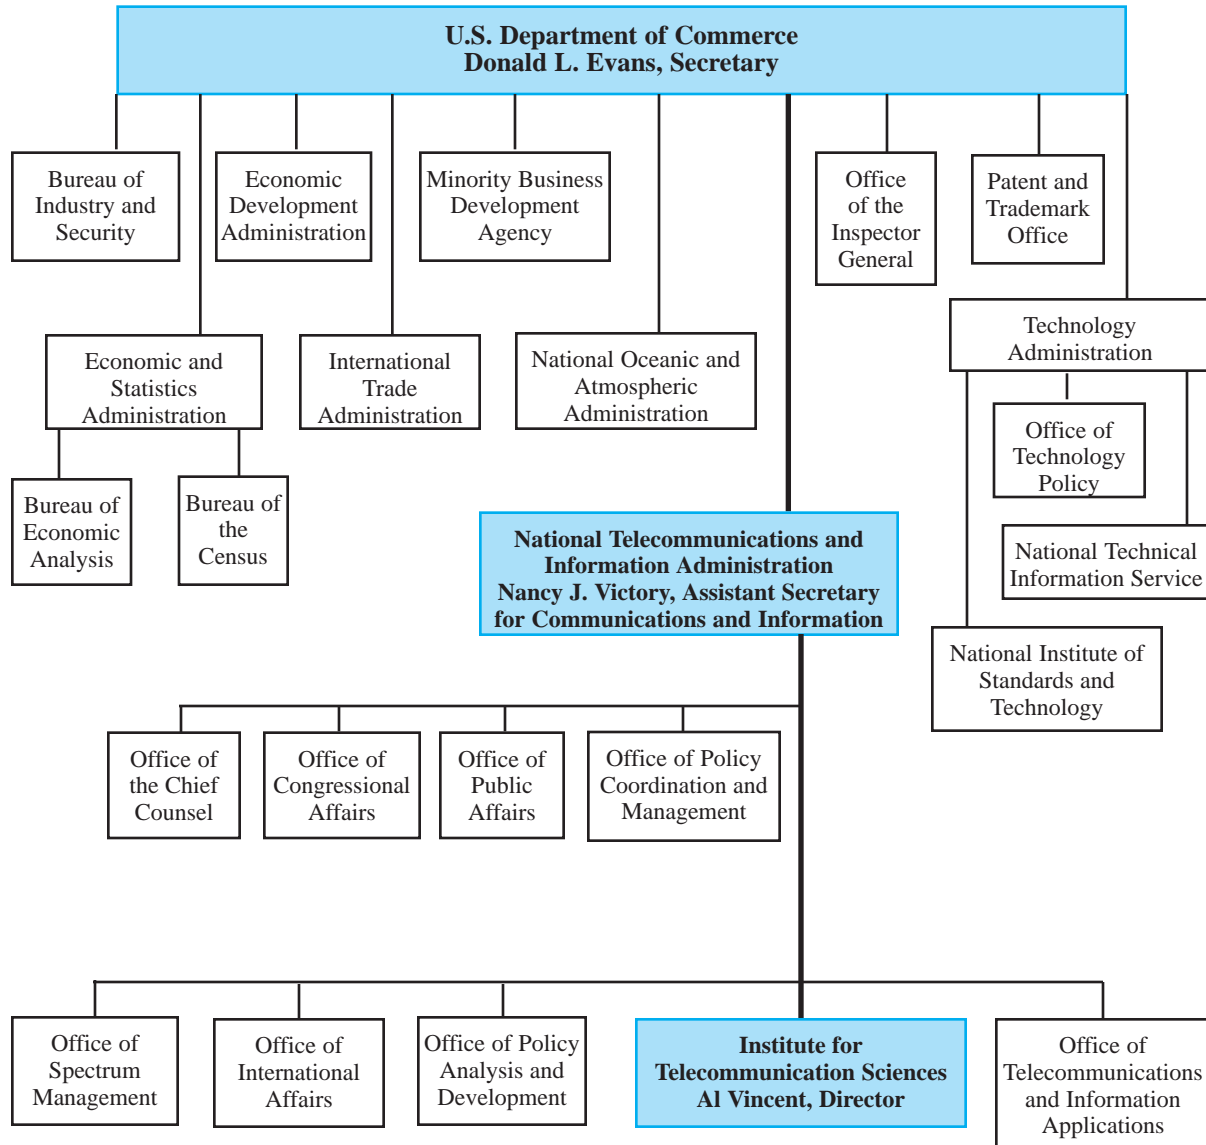 U.S. Department of Commerce
Donald L. Evans, Secretary
Bureau of
Industry and
Security
Economic
Development
Administration
Minority Business
Development
Agency
Office
of the
Inspector
General
Patent and
Trademark
Office
Economic and
Statistics
Administration
International
Trade
Administration
National Oceanic and
Atmospheric
Administration
Technology
Administration
Office of
Technology
Policy
Bureau of
Economic
Analysis
Bureau of
the
Census
National Telecommunications and
Information Administration
Nancy J. Victory, Assistant Secretary
for Communications and Information
National Technical
Information Service
National Institute of
Standards and
Technology
Office of
the Chief
Counsel
Office of
Congressional
Affairs
Office of
Public
Affairs
Office of Policy
Coordination and
Management
Office of
Spectrum
Management
Office of
International
Affairs
Office of Policy
Analysis and
Development
Institute for
Telecommunication Sciences
Al Vincent, Director
Office of
Telecommunications
and Information
Applications